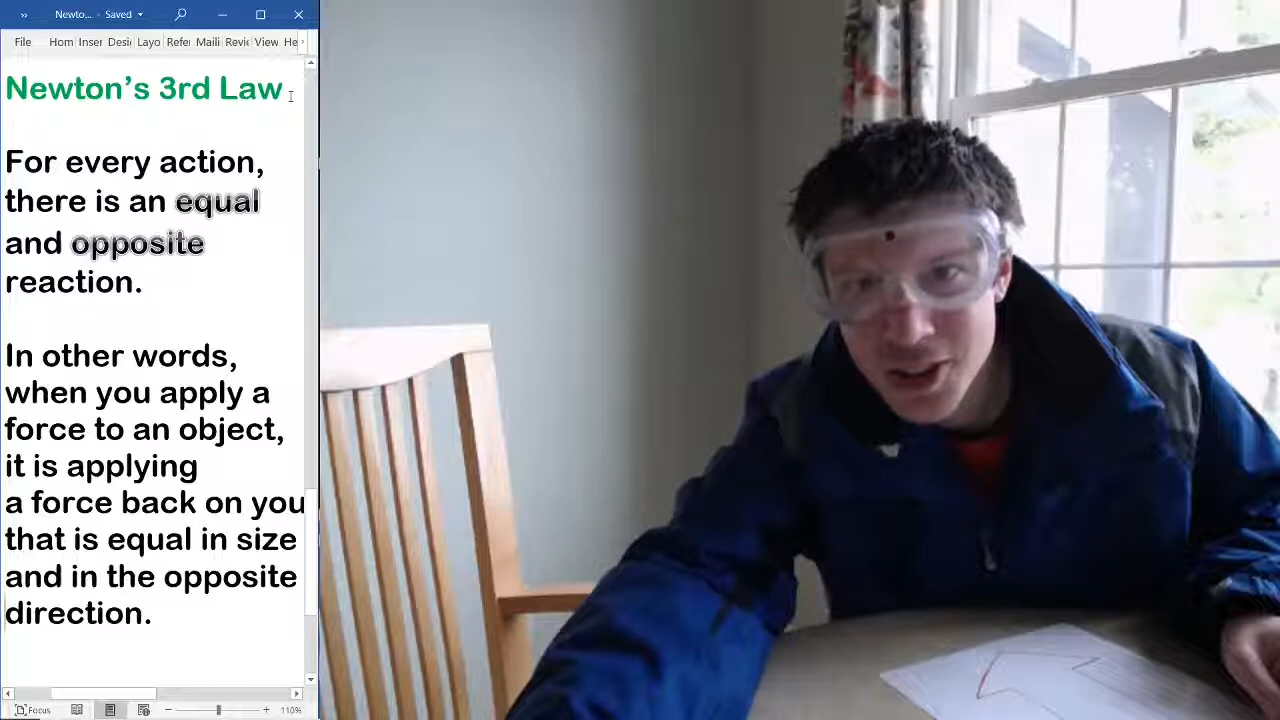 Newto... - Saved
File Hom Inser Desi Layo Refe Maili Revie View He
Newton's 3rd Law
For every action,
there is an equal
and opposite
reaction.
In other words,
when you apply a
force to an object,
it is applying
a force back on you
that is equal in size
and in the opposite
direction.
Focus 110%